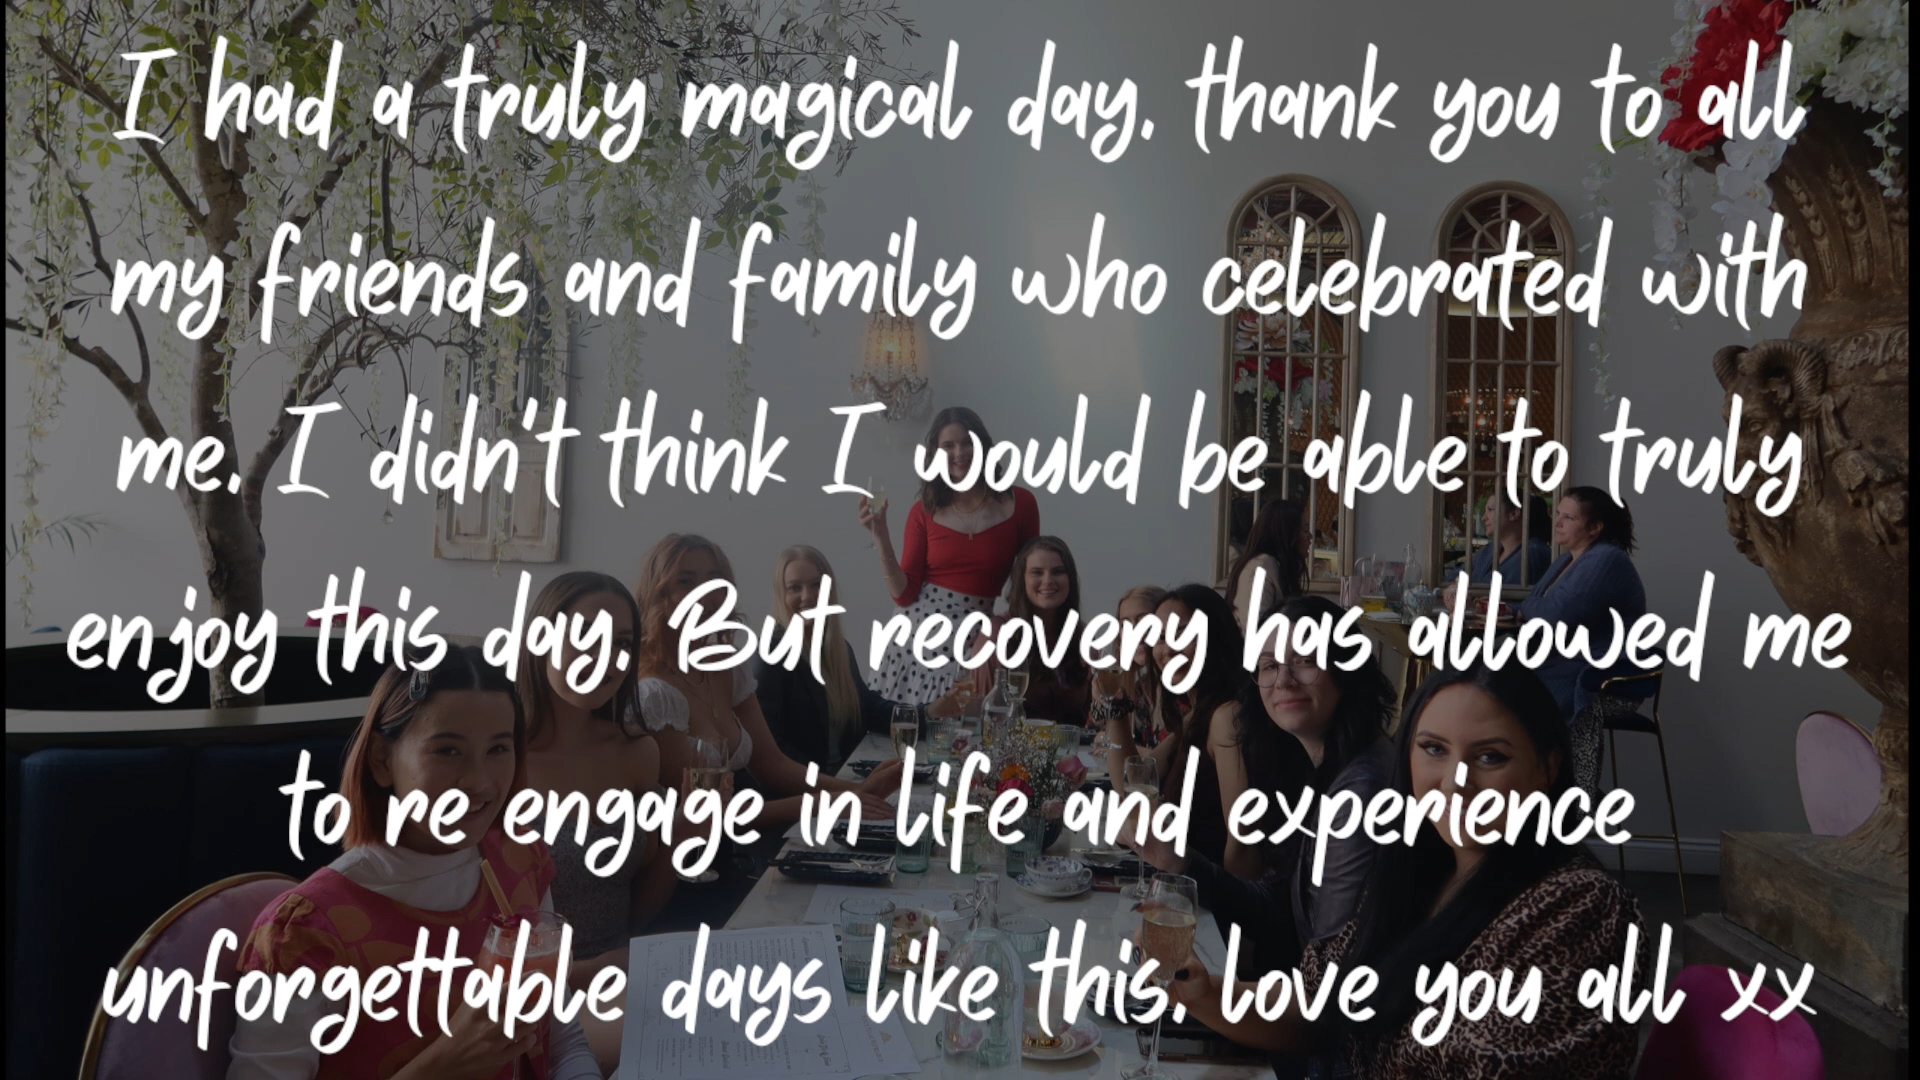 I had a truly magical day. thank you to all
my friends and family who celebrated with
me. I didn't think I would be able to truly
enjoy this day. But recovery has allowed me
to re engage in life and experience
unforgettable days like this. love you all xx